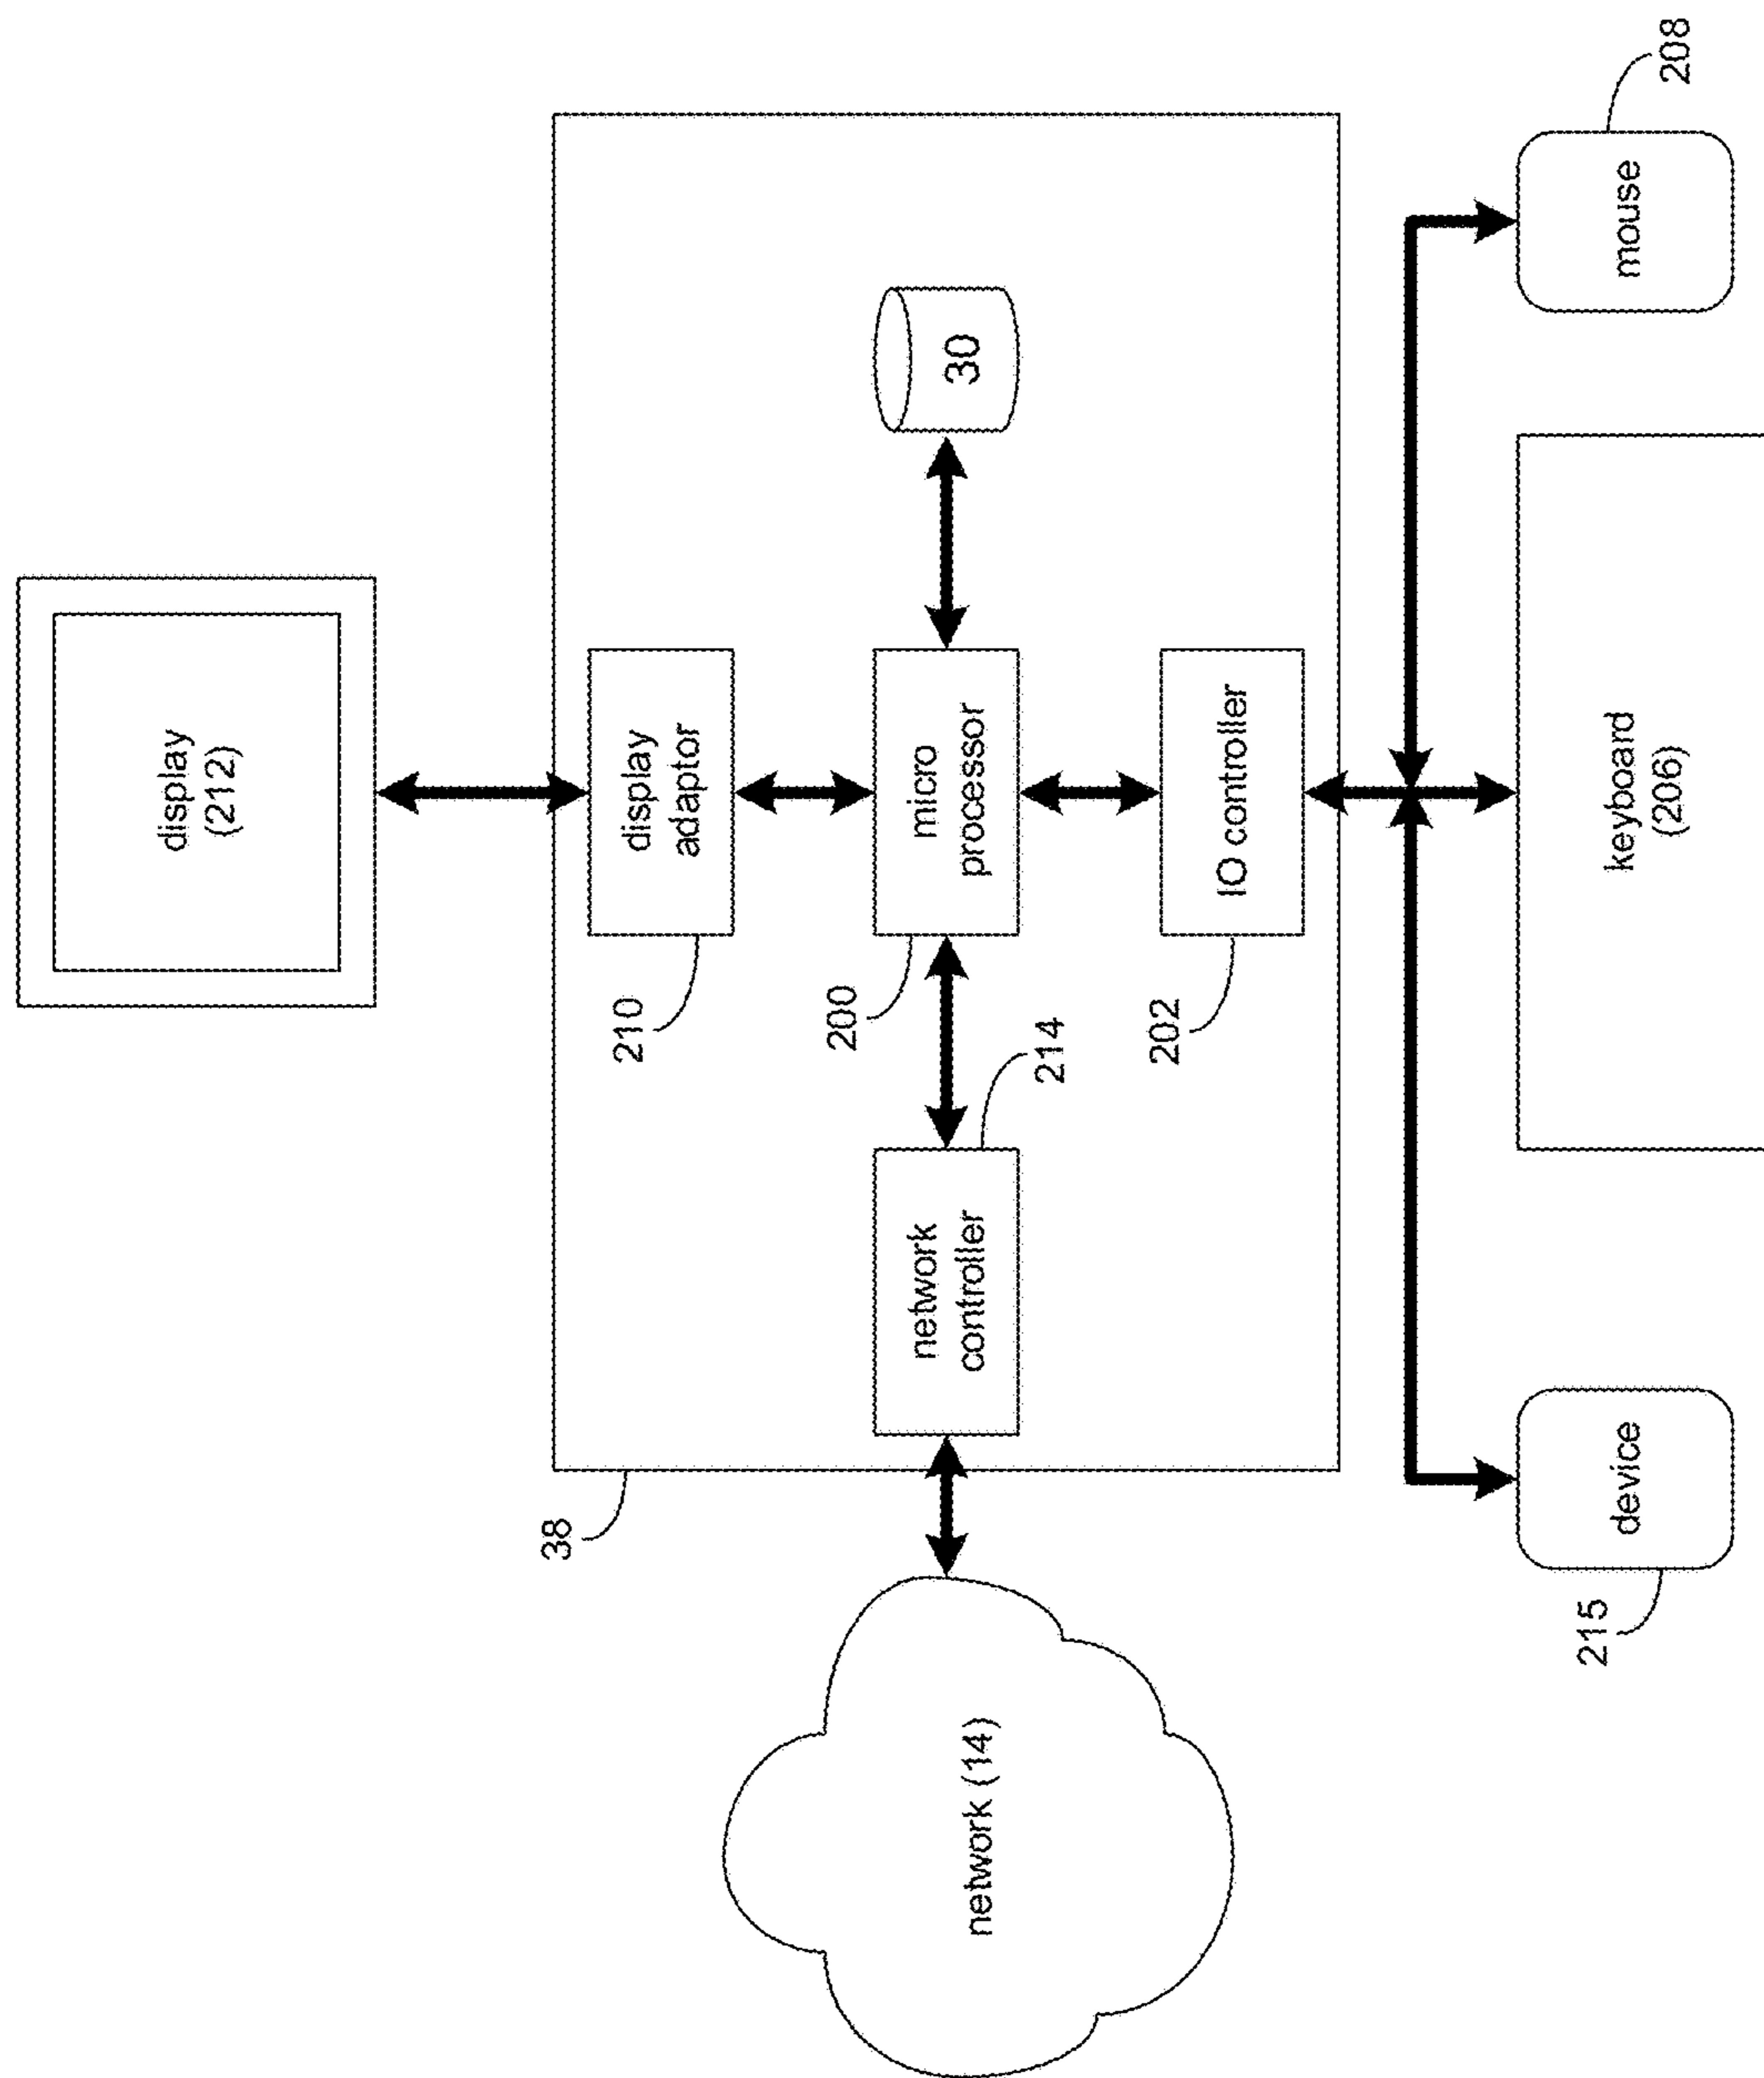 display
(212)
display
adaptor
210
micro
processor
200
30
network
controller
214
IO controller
202
38
network (14)
keyboard
(206)
mouse
208
device
215